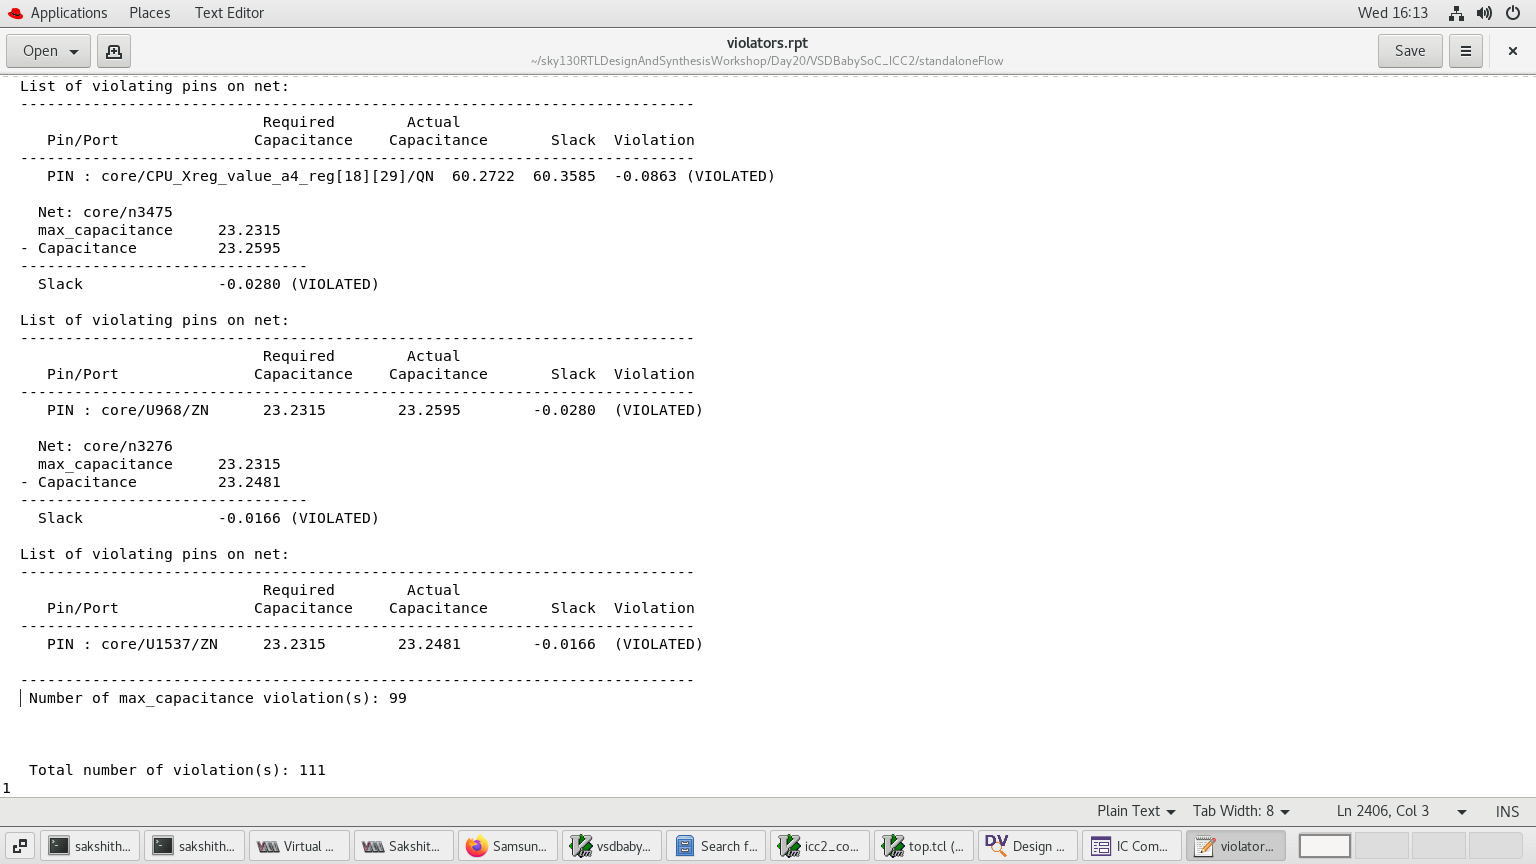 Applications Places Text Editor Wed 16:13
Open violators.rpt Save
~/sky130RTLDesignAndSynthesisWorkshop/Day20/VSDBabySoC_ICC2/standaloneFlow
List of violating pins on net:
---------------------------------------------------------------------------
Required Actual
Pin/Port Capacitance Capacitance Slack Violation
---------------------------------------------------------------------------
PIN : core/CPU_Xreg_value_a4_reg[18][29]/QN 60.2722 60.3585 -0.0863 (VIOLATED)
Net: core/n3475
max_capacitance 23.2315
- Capacitance 23.2595
--------------------------------
Slack -0.0280 (VIOLATED)
List of violating pins on net:
---------------------------------------------------------------------------
Required Actual
Pin/Port Capacitance Capacitance Slack Violation
---------------------------------------------------------------------------
PIN : core/U968/ZN 23.2315 23.2595 -0.0280 (VIOLATED)
Net: core/n3276
max_capacitance 23.2315
- Capacitance 23.2481
--------------------------------
Slack -0.0166 (VIOLATED)
List of violating pins on net:
---------------------------------------------------------------------------
Required Actual
Pin/Port Capacitance Capacitance Slack Violation
---------------------------------------------------------------------------
PIN : core/U1537/ZN 23.2315 23.2481 -0.0166 (VIOLATED)
---------------------------------------------------------------------------
Number of max_capacitance violation(s): 99
Total number of violation(s): 111
1
Plain Text Tab Width: 8 Ln 2406, Col 3 INS
sakshith... sakshith... Virtual ... Sakshit... Samsun... vsdbaby... Search f... icc2_co... top.tcl (... DV Design ... IC Com... violator...